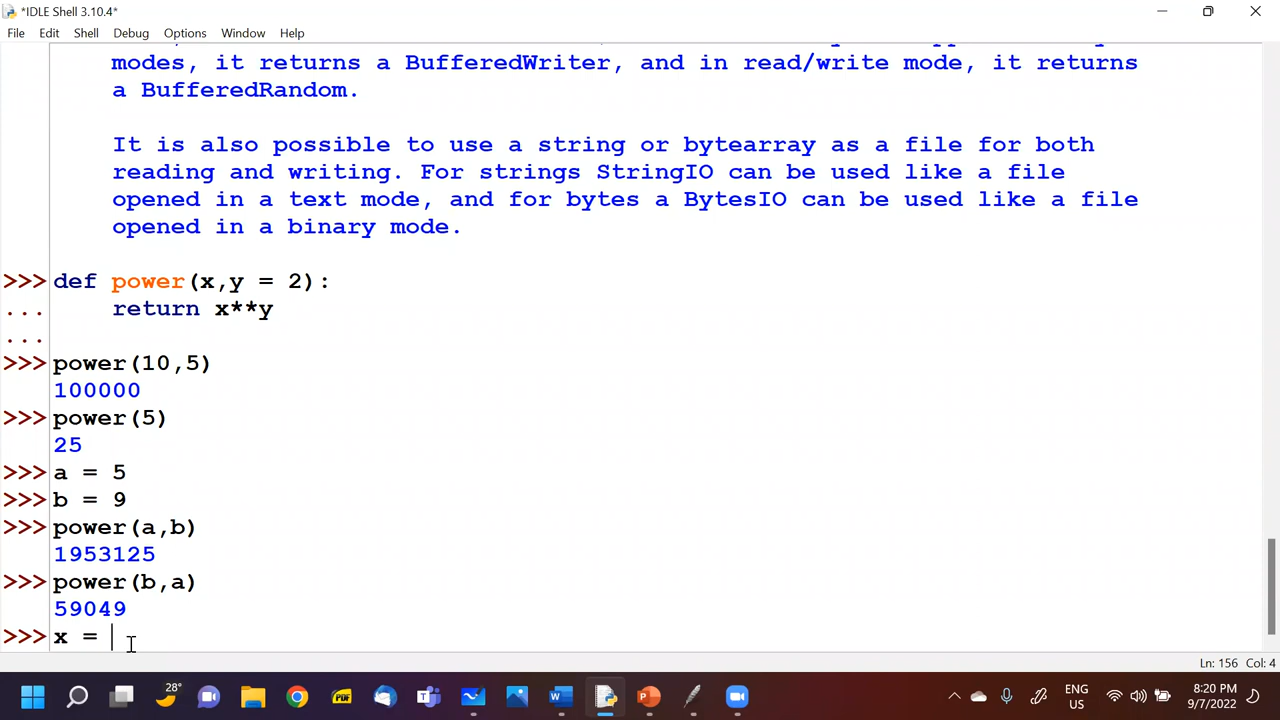 *IDLE Shell 3.10.4*
File Edit Shell Debug Options Window Help
modes, it returns a BufferedWriter, and in read/write mode, it returns
a BufferedRandom.
It is also possible to use a string or bytearray as a file for both
reading and writing. For strings StringIO can be used like a file
opened in a text mode, and for bytes a BytesIO can be used like a file
opened in a binary mode.
>>> def power(x,y = 2):
... return x**y
...
>>> power(10,5)
100000
>>> power(5)
25
>>> a = 5
>>> b = 9
>>> power(a,b)
1953125
>>> power(b,a)
59049
>>> x =
Ln: 156 Col: 4
28°
PDF
ENG
US
8:20 PM
9/7/2022